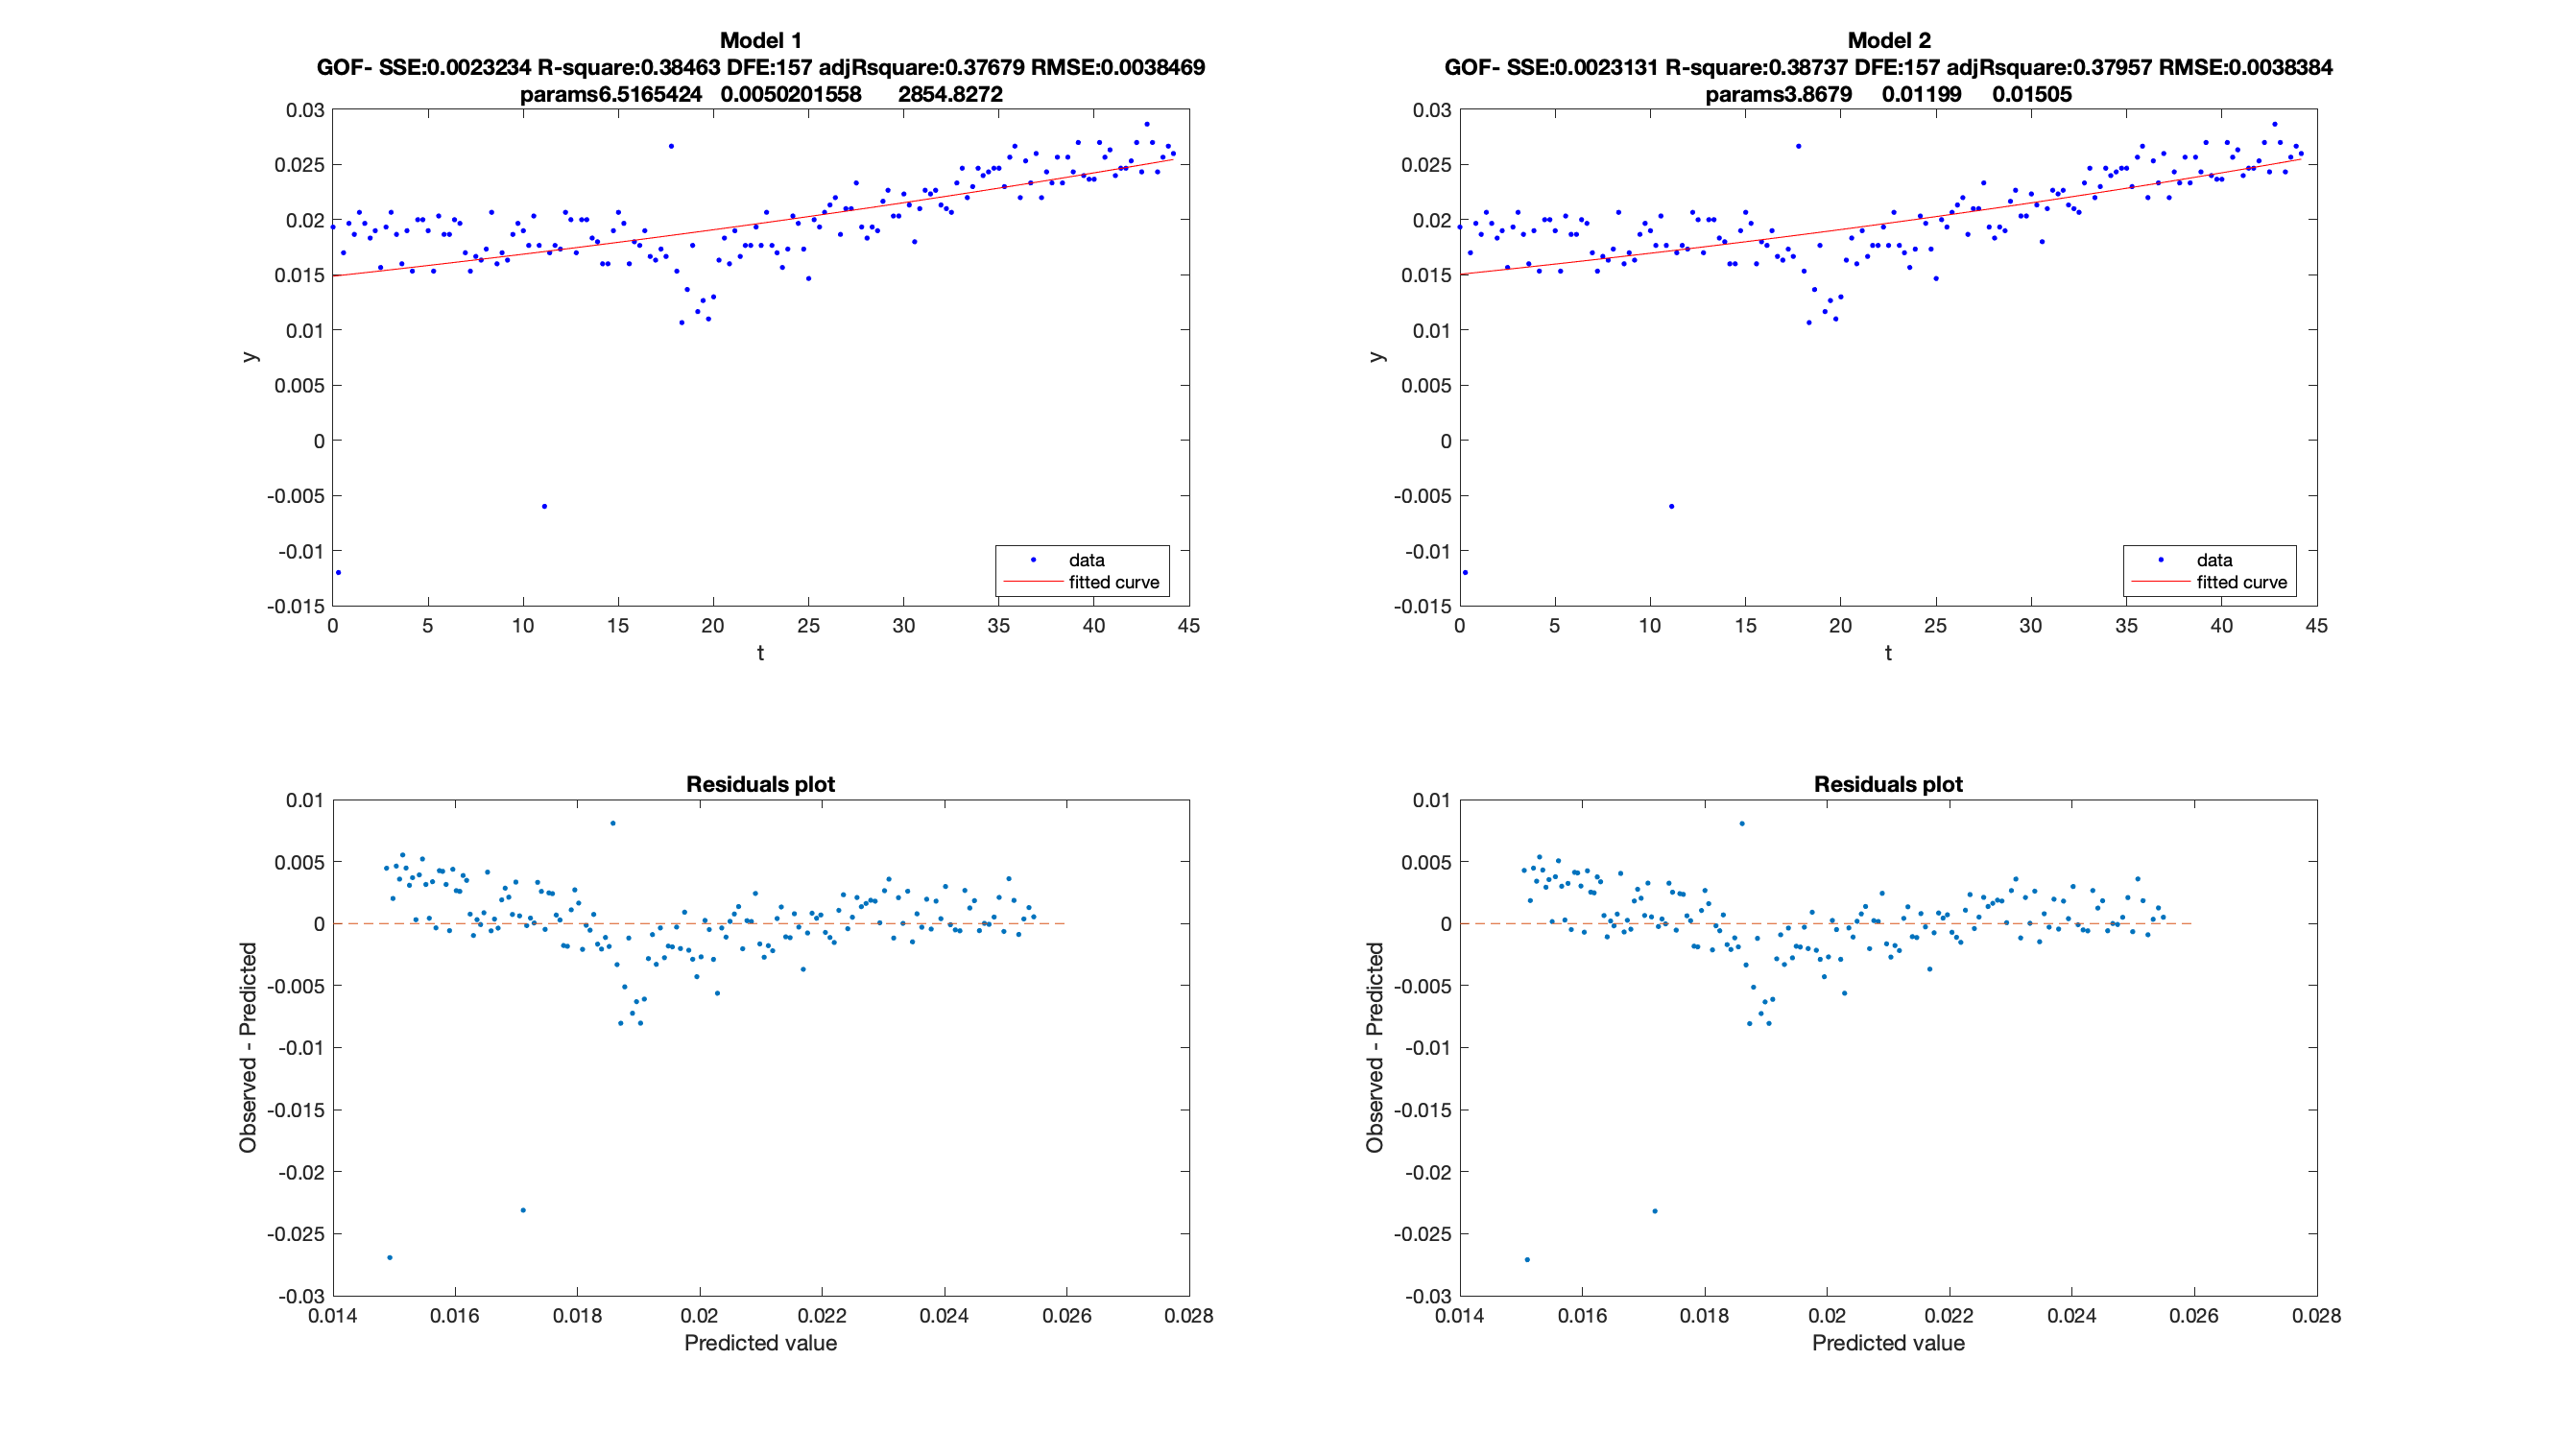 Model 1
GOF- SSE:0.0023234 R-square:0.38463 DFE:157 adjRsquare:0.37679 RMSE:0.0038469
params6.5165424 0.0050201558 2854.8272
0.03
0.025
0.02
0.015
0.01
0.005
0
-0.005
-0.01
-0.015
y
0 5 10 15 20 25 30 35 40 45
t
data
fitted curve
Model 2
GOF- SSE:0.0023131 R-square:0.38737 DFE:157 adjRsquare:0.37957 RMSE:0.0038384
params3.8679 0.01199 0.01505
0.03
0.025
0.02
0.015
0.01
0.005
0
-0.005
-0.01
-0.015
y
0 5 10 15 20 25 30 35 40 45
t
data
fitted curve
Residuals plot
0.01
0.005
0
-0.005
-0.01
-0.015
-0.02
-0.025
-0.03
Observed - Predicted
0.014 0.016 0.018 0.02 0.022 0.024 0.026 0.028
Predicted value
Residuals plot
0.01
0.005
0
-0.005
-0.01
-0.015
-0.02
-0.025
-0.03
Observed - Predicted
0.014 0.016 0.018 0.02 0.022 0.024 0.026 0.028
Predicted value